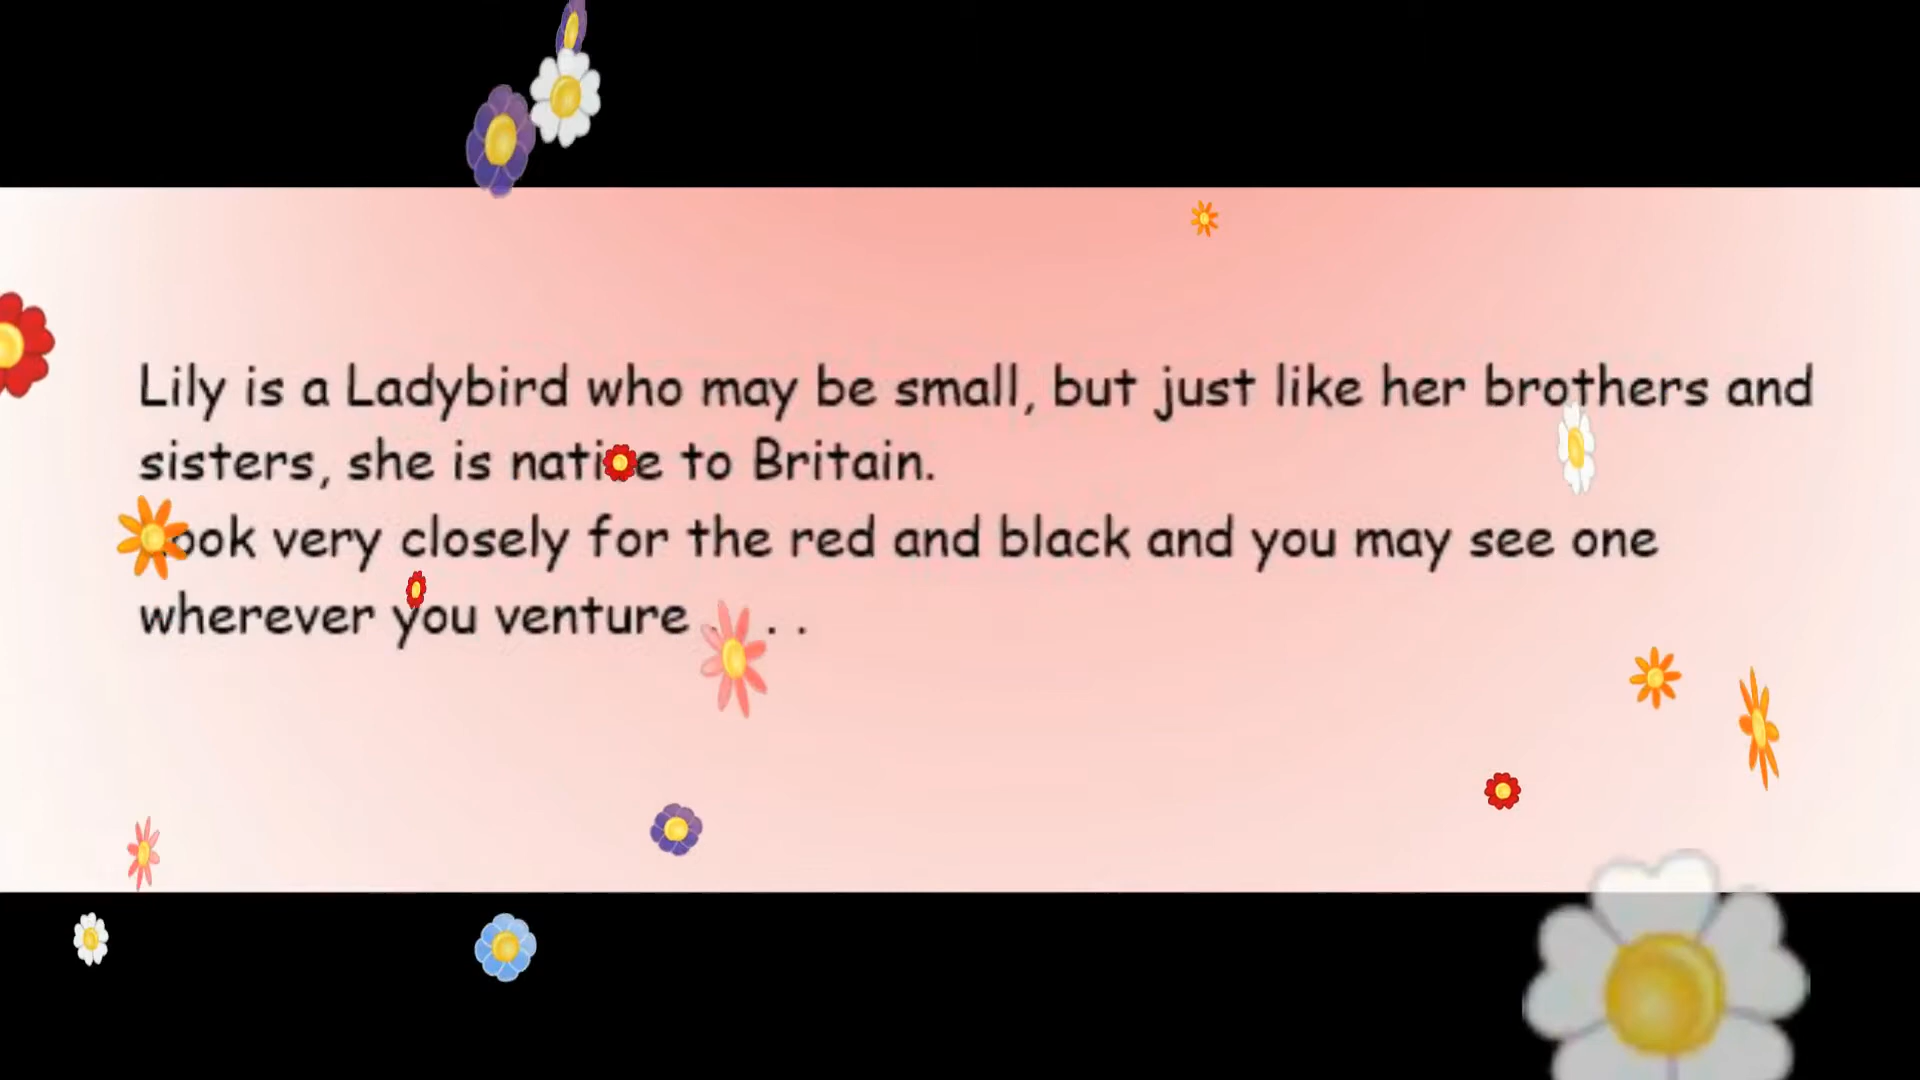 Lily is a Ladybird who may be small, but just like her brothers and
sisters, she is native to Britain.
Look very closely for the red and black and you may see one
wherever you venture . . . .